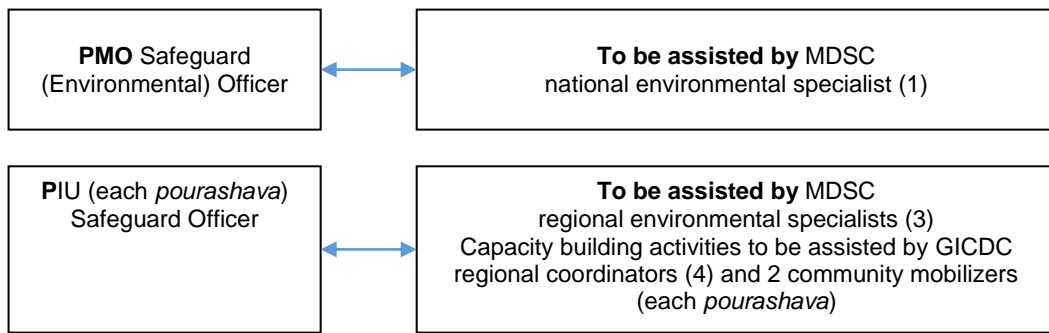 PMO Safeguard
(Environmental) Officer
To be assisted by MDSC
national environmental specialist (1)
PIU (each pourashava)
Safeguard Officer
To be assisted by MDSC
regional environmental specialists (3)
Capacity building activities to be assisted by GICDC
regional coordinators (4) and 2 community mobilizers
(each pourashava)